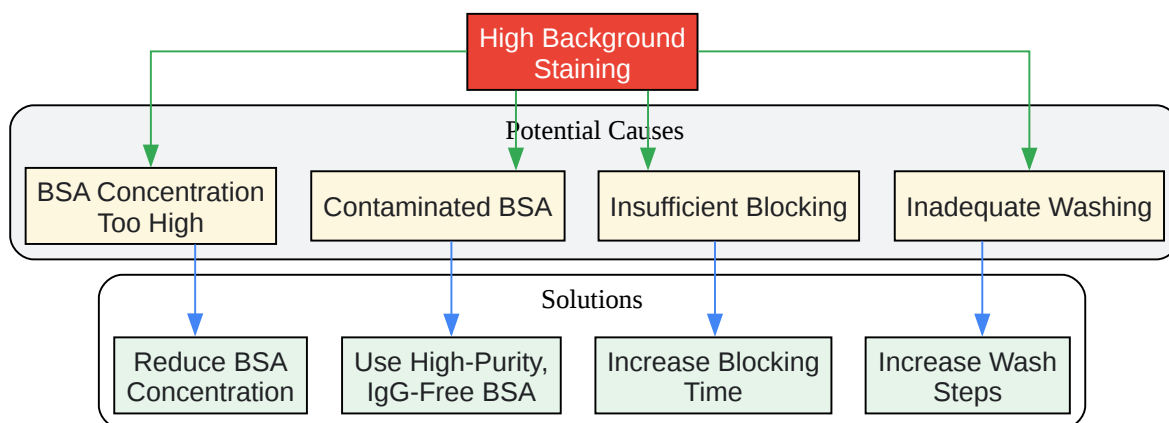 High Background
Staining
Potential Causes
BSA Concentration
Too High
Contaminated BSA
Insufficient Blocking
Inadequate Washing
Solutions
Reduce BSA
Concentration
Use High-Purity,
IgG-Free BSA
Increase Blocking
Time
Increase Wash
Steps